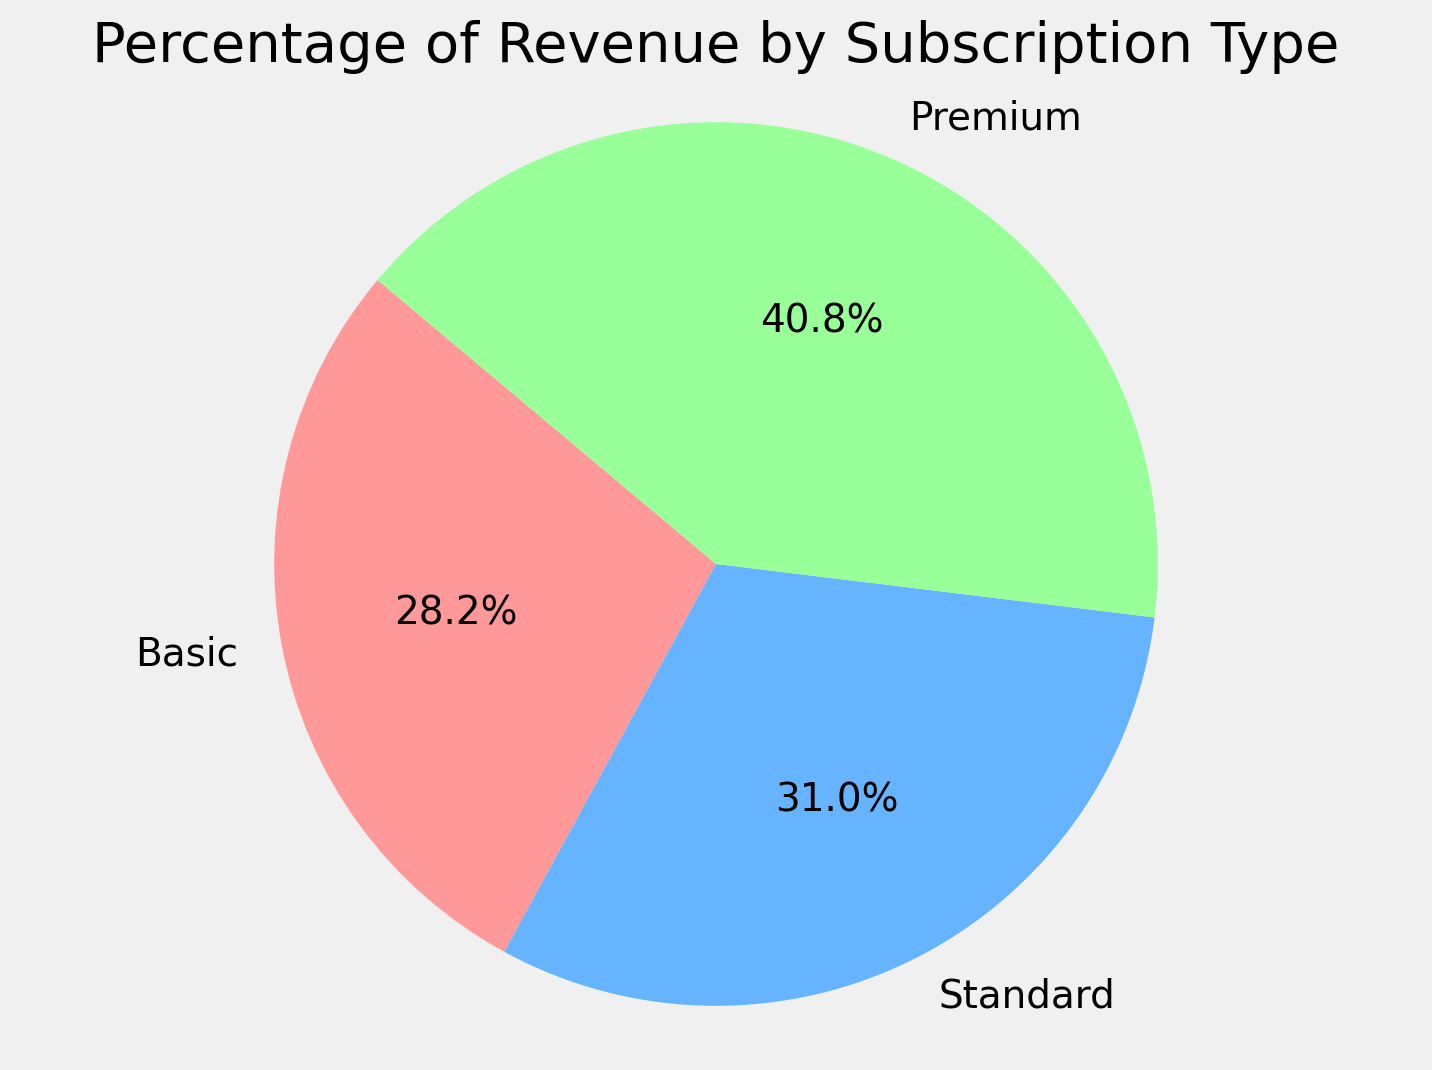 Percentage of Revenue by Subscription Type
Premium
40.8%
28.2%
Basic
31.0%
Standard